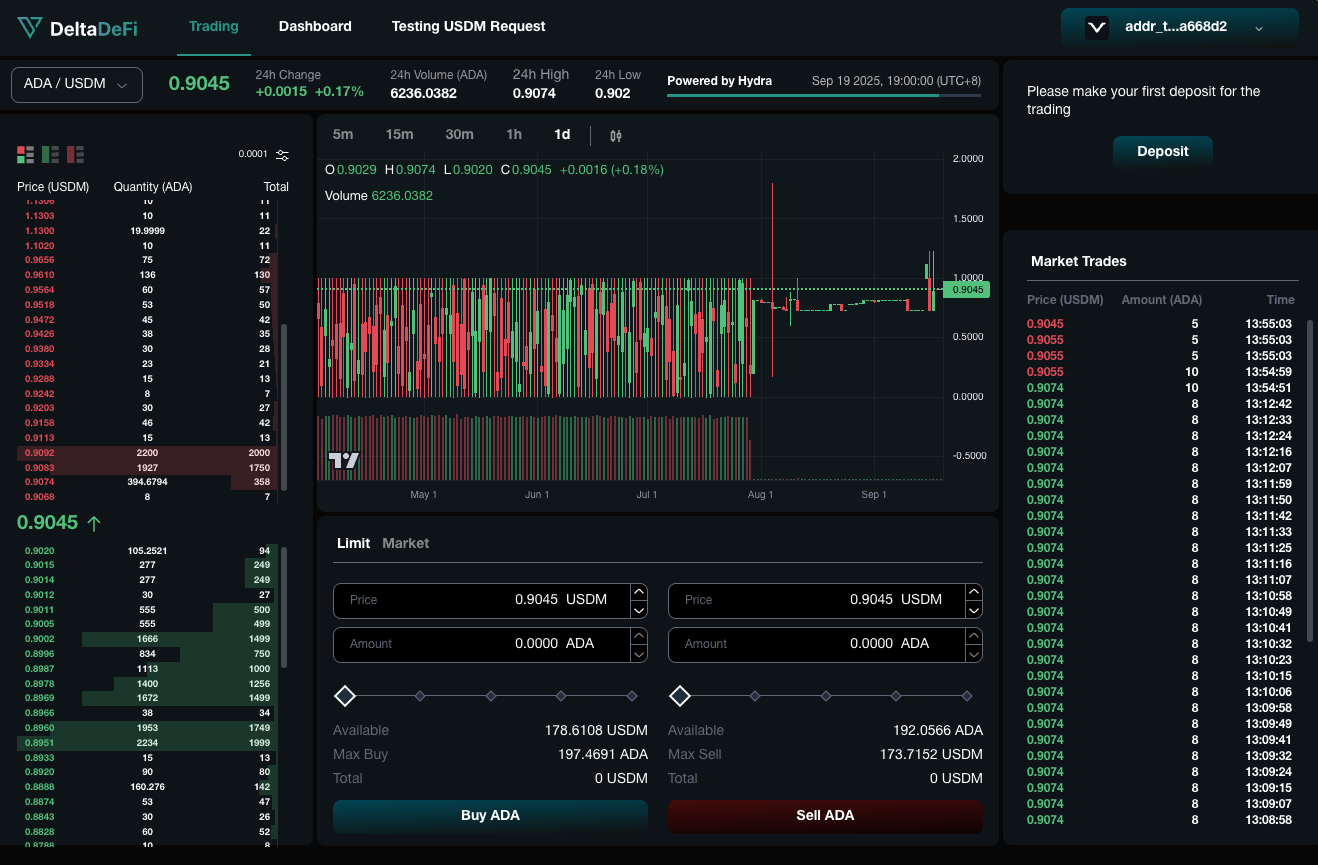 DeltaDeFi
Trading Dashboard Testing USDM Request
addr_t...a668d2
ADA / USDM
0.9045
24h Change
+0.0015 +0.17%
24h Volume (ADA)
6236.0382
24h High
0.9074
24h Low
0.902
Powered by Hydra Sep 19 2025, 19:00:00 (UTC+8)
Please make your first deposit for the
trading
Deposit
0.0001
Price (USDM) Quantity (ADA) Total
1.1306 10 11
1.1303 10 11
1.1300 19.9999 22
1.1020 10 11
0.9656 75 72
0.9610 136 130
0.9564 60 57
0.9518 53 50
0.9472 45 42
0.9426 38 35
0.9380 30 28
0.9334 23 21
0.9288 15 13
0.9242 8 7
0.9203 30 27
0.9158 46 42
0.9113 15 13
0.9092 2200 2000
0.9083 1927 1750
0.9074 394.6794 358
0.9068 8 7
0.9045
0.9020 105.2521 94
0.9015 277 249
0.9014 277 249
0.9012 30 27
0.9011 555 500
0.9005 555 499
0.9002 1666 1499
0.8996 834 750
0.8987 1113 1000
0.8978 1400 1256
0.8969 1672 1499
0.8966 38 34
0.8960 1953 1749
0.8951 2234 1999
0.8933 15 13
0.8920 90 80
0.8888 160.276 142
0.8874 53 47
0.8843 30 26
0.8828 60 52
0.8788 10 8
5m 15m 30m 1h 1d
O 0.9029 H 0.9074 L 0.9020 C 0.9045 +0.0016 (+0.18%)
Volume 6236.0382
2.0000
1.5000
1.0000
0.9045
0.5000
0.0000
-0.5000
May 1 Jun 1 Jul 1 Aug 1 Sep 1
Limit Market
Price 0.9045 USDM
Amount 0.0000 ADA
Available 178.6108 USDM
Max Buy 197.4691 ADA
Total 0 USDM
Buy ADA
Price 0.9045 USDM
Amount 0.0000 ADA
Available 192.0566 ADA
Max Sell 173.7152 USDM
Total 0 USDM
Sell ADA
Market Trades
Price (USDM) Amount (ADA) Time
0.9045 5 13:55:03
0.9055 5 13:55:03
0.9055 5 13:55:03
0.9055 10 13:54:59
0.9074 10 13:54:51
0.9074 8 13:12:42
0.9074 8 13:12:33
0.9074 8 13:12:24
0.9074 8 13:12:16
0.9074 8 13:12:07
0.9074 8 13:11:59
0.9074 8 13:11:50
0.9074 8 13:11:42
0.9074 8 13:11:33
0.9074 8 13:11:25
0.9074 8 13:11:16
0.9074 8 13:11:07
0.9074 8 13:10:58
0.9074 8 13:10:49
0.9074 8 13:10:41
0.9074 8 13:10:32
0.9074 8 13:10:23
0.9074 8 13:10:15
0.9074 8 13:10:06
0.9074 8 13:09:58
0.9074 8 13:09:49
0.9074 8 13:09:41
0.9074 8 13:09:32
0.9074 8 13:09:24
0.9074 8 13:09:15
0.9074 8 13:09:07
0.9074 8 13:08:58